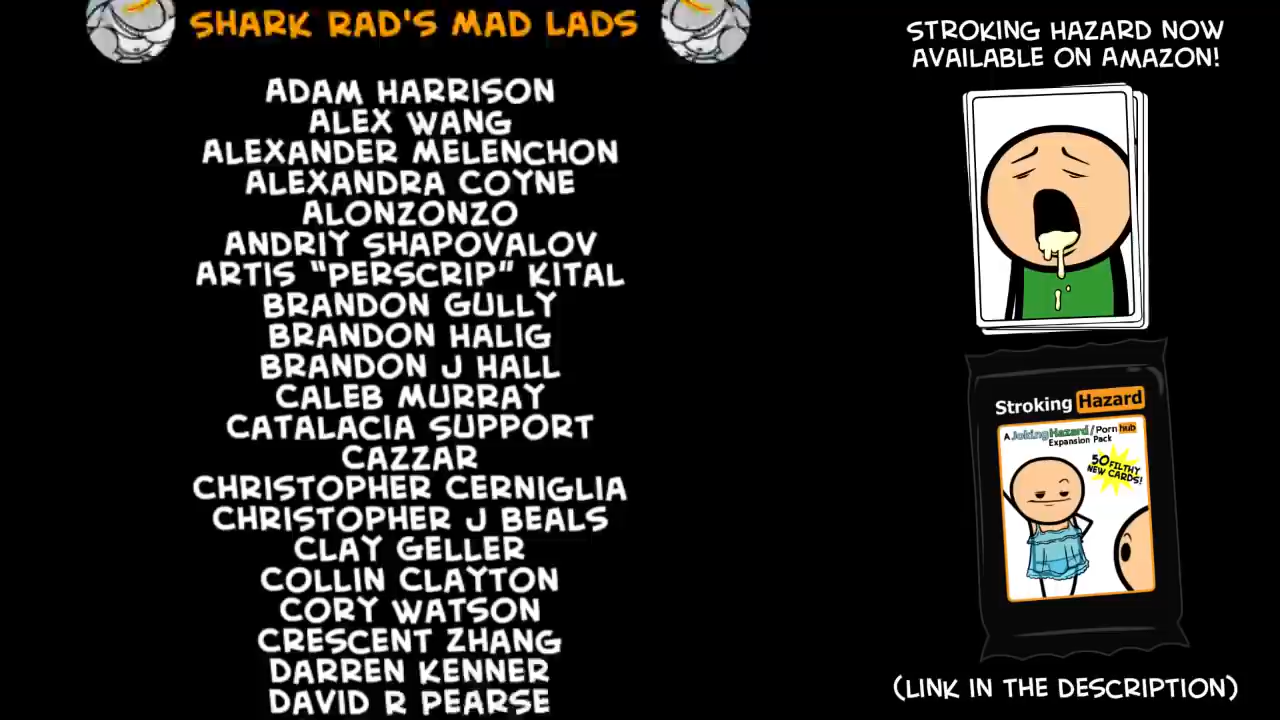 SHARK RAD'S MAD LADS
ADAM HARRISON
ALEX WANG
ALEXANDER MELENCHON
ALEXANDRA COYNE
ALONZONZO
ANDRIY SHAPOVALOV
ARTIS "PERSCRIP" KITAL
BRANDON GULLY
BRANDON HALIG
BRANDON J HALL
CALEB MURRAY
CATALACIA SUPPORT
CAZZAR
CHRISTOPHER CERNIGLIA
CHRISTOPHER J BEALS
CLAY GELLER
COLLIN CLAYTON
CORY WATSON
CRESCENT ZHANG
DARREN KENNER
DAVID R PEARSE
STROKING HAZARD NOW
AVAILABLE ON AMAZON!
Stroking Hazard
A Joking Hazard / Porn hub
Expansion Pack
50 FILTHY
NEW CARDS!
(LINK IN THE DESCRIPTION)